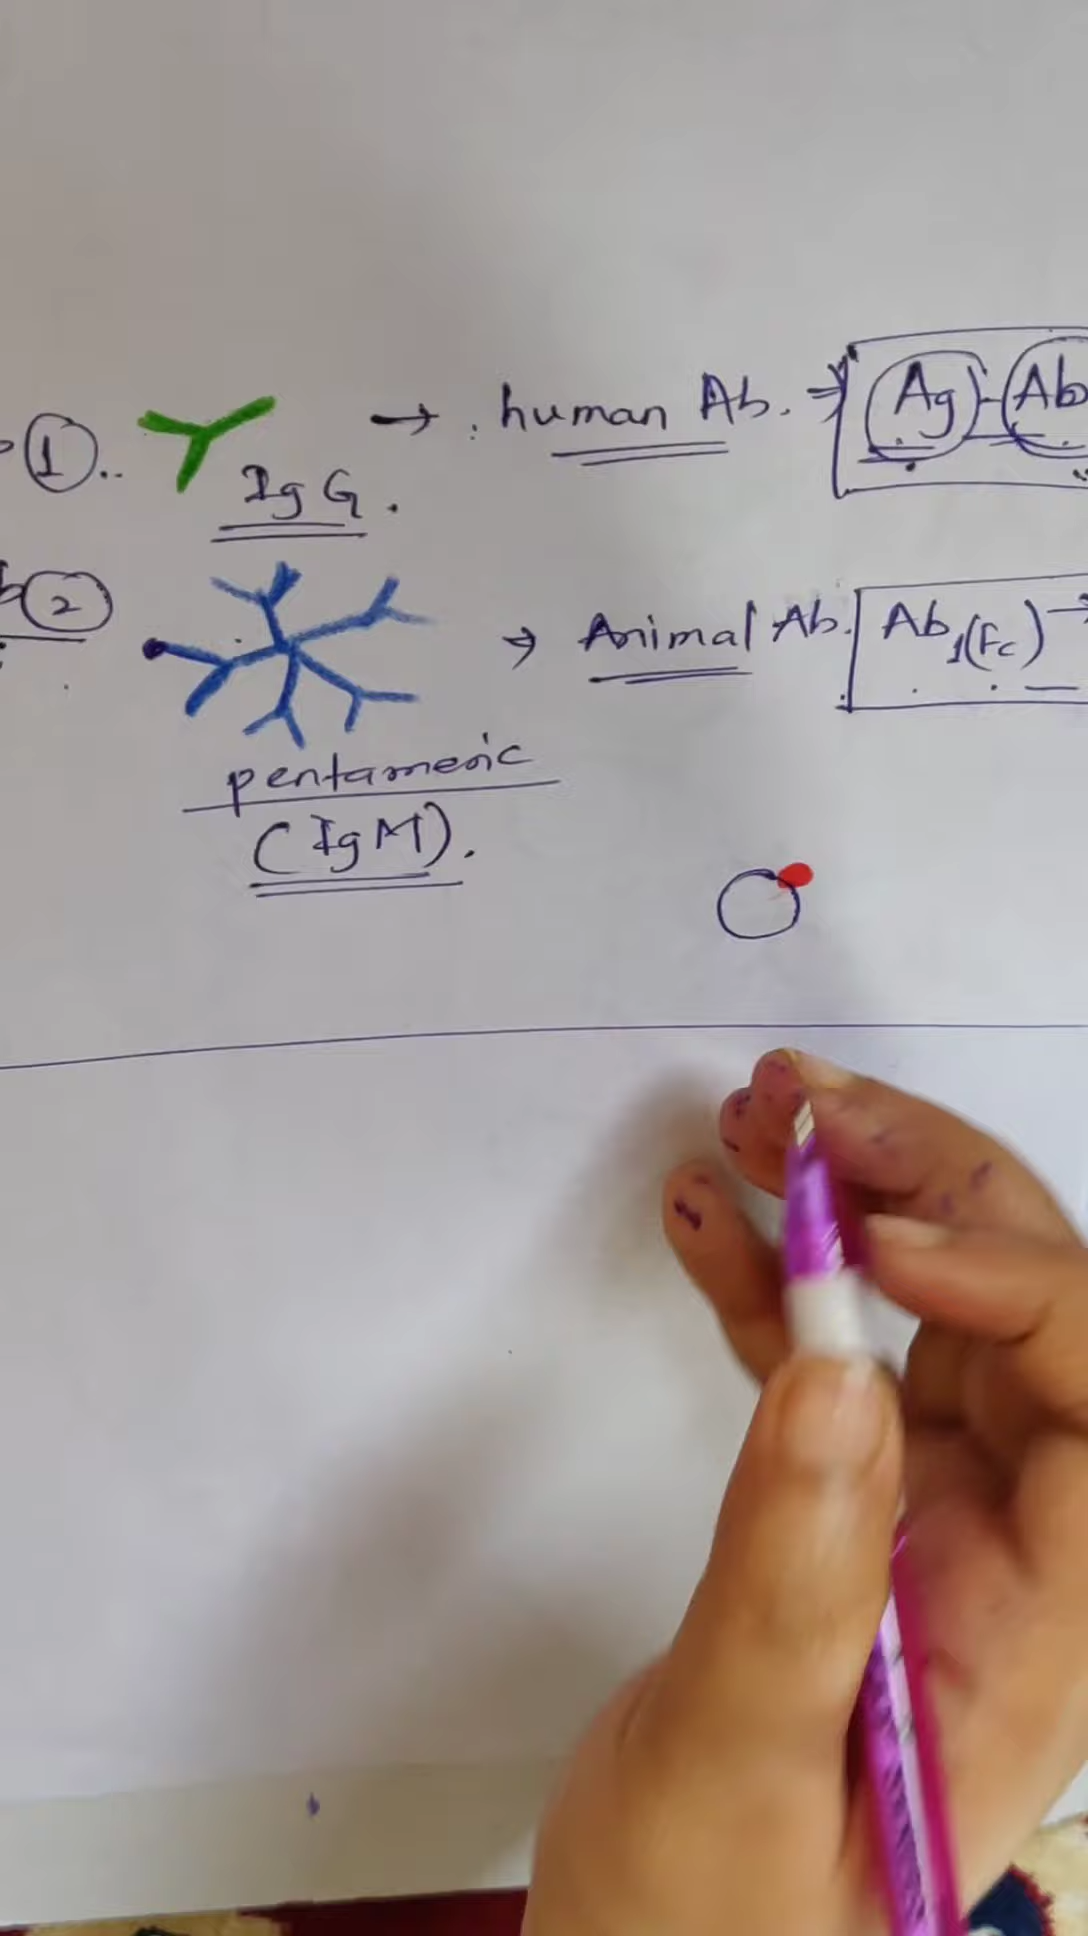 ① .. → . human Ab. → Ag - Ab
IgG.
② → Animal Ab. Ab₁(Fc) →
pentameric
(IgM).